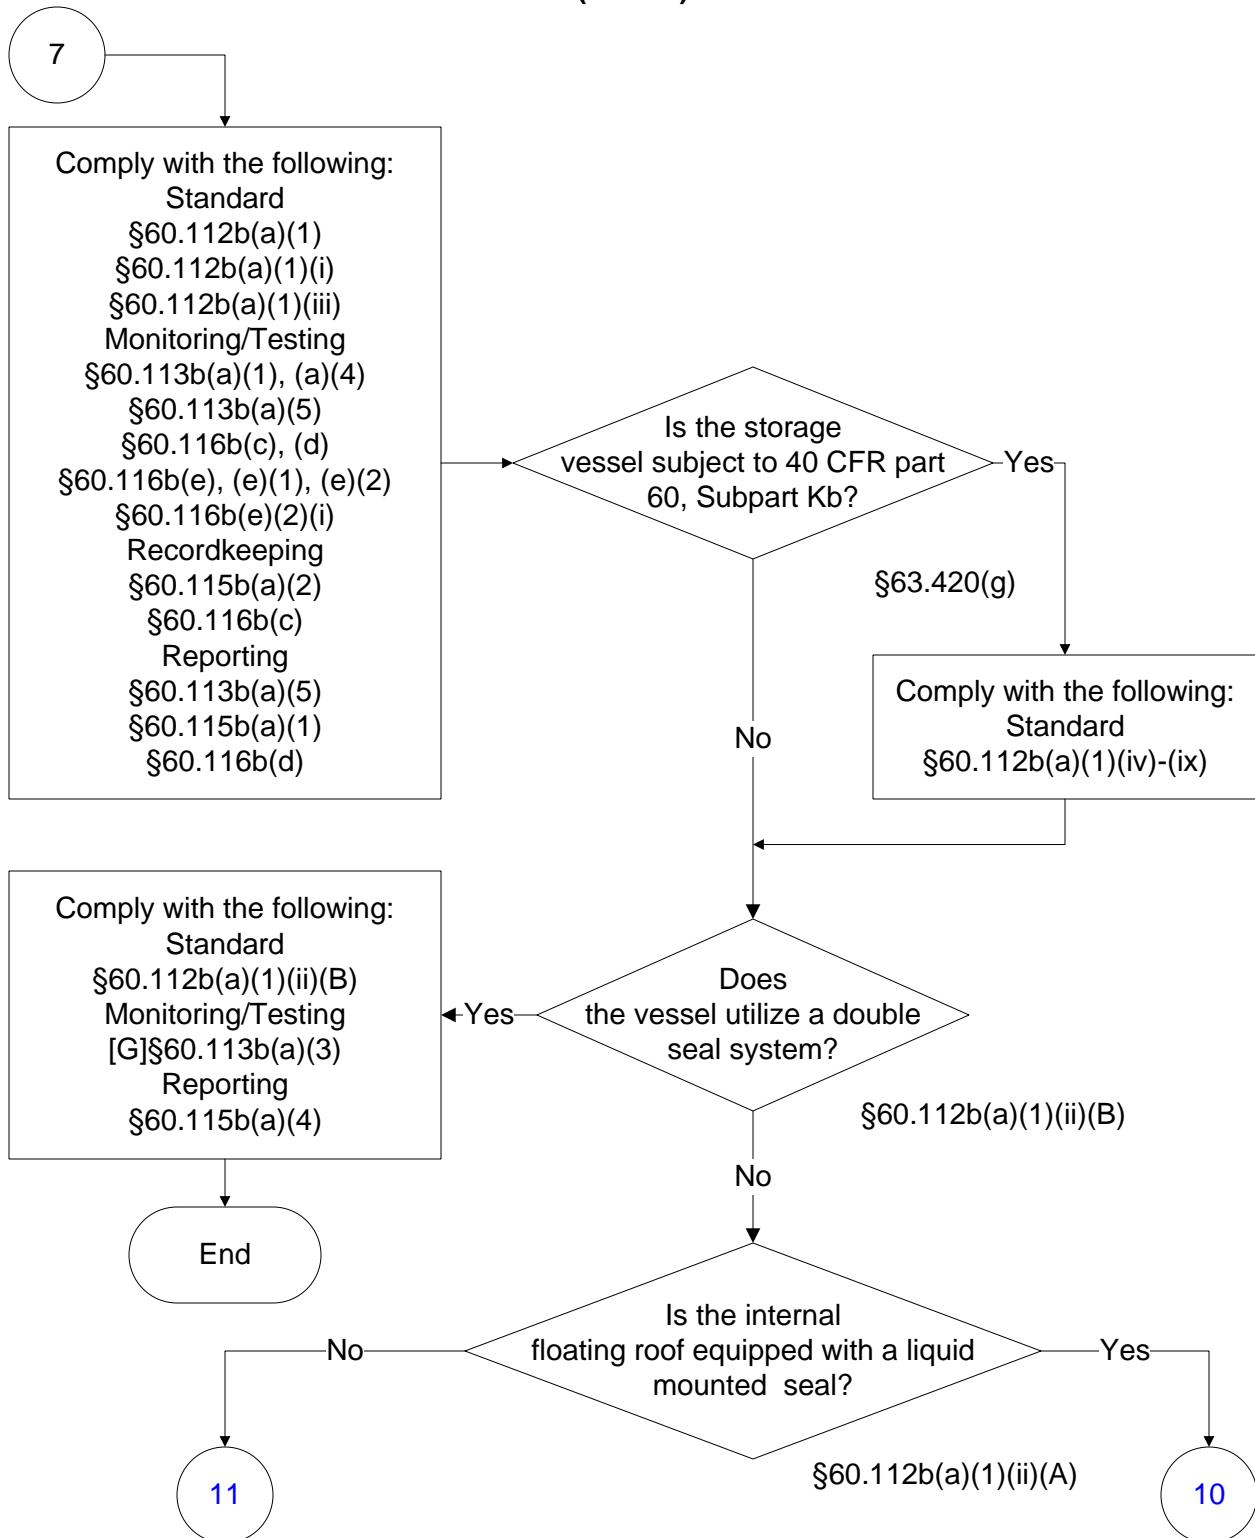 7
Comply with the following:
Standard
§60.112b(a)(1)
§60.112b(a)(1)(i)
§60.112b(a)(1)(iii)
Monitoring/Testing
§60.113b(a)(1), (a)(4)
§60.113b(a)(5)
§60.116b(c), (d)
§60.116b(e), (e)(1), (e)(2)
§60.116b(e)(2)(i)
Recordkeeping
§60.115b(a)(2)
§60.116b(c)
Reporting
§60.113b(a)(5)
§60.115b(a)(1)
§60.116b(d)
Is the storage
vessel subject to 40 CFR part
60, Subpart Kb?
Yes
§63.420(g)
Comply with the following:
Standard
§60.112b(a)(1)(iv)-(ix)
No
Does
the vessel utilize a double
seal system?
§60.112b(a)(1)(ii)(B)
Yes
Comply with the following:
Standard
§60.112b(a)(1)(ii)(B)
Monitoring/Testing
[G]§60.113b(a)(3)
Reporting
§60.115b(a)(4)
End
No
Is the internal
floating roof equipped with a liquid
mounted  seal?
§60.112b(a)(1)(ii)(A)
No
11
Yes
10